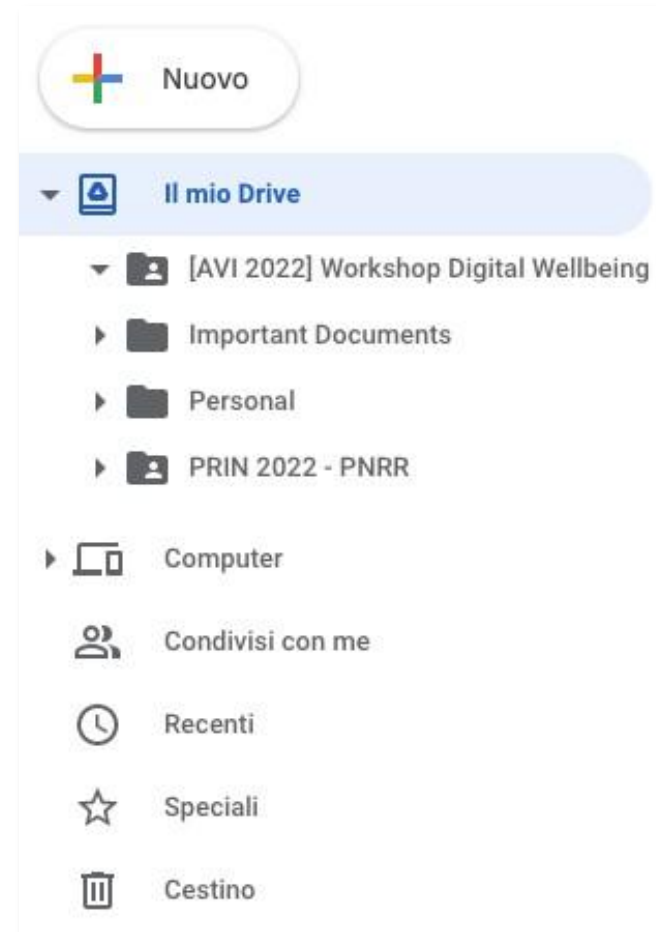 Nuovo
Il mio Drive
[AVI 2022] Workshop Digital Wellbeing
Important Documents
Personal
PRIN 2022 - PNRR
Computer
Condivisi con me
Recenti
Speciali
Cestino